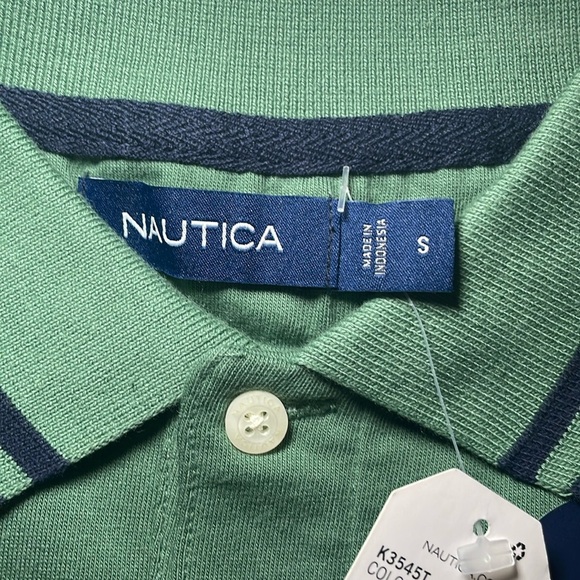 NAUTICA
MADE IN
INDONESIA
S
K3545T